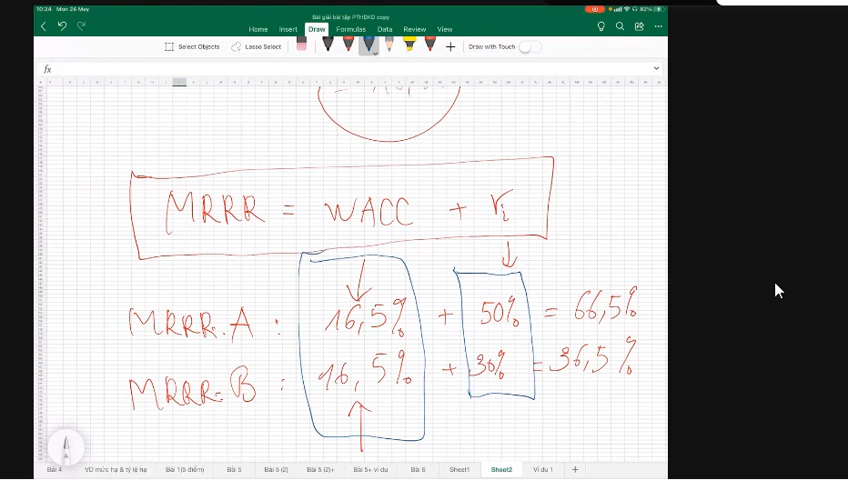 10:24 Mon 24 May
82%
Bài giải bài tập PTHDKD copy
Home Insert Draw Formulas Data Review View
Select Objects Lasso Select Draw with Touch
fx
MRRR = WACC + ri
MRRR.A : 16,5% + 50% = 66,5%
MRRR.B : 16,5% + 30% = 36,5%
Bài 4 VD mức hạ & tỷ lệ hạ Bài 1(5 điểm) Bài 5 Bài 5 (2) Bài 5 (2)+ Bài 5+ ví dụ Bài 6 Sheet1 Sheet2 Ví dụ 1 +